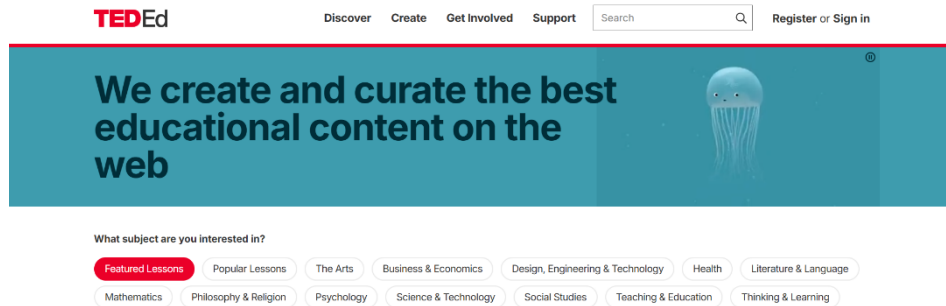 TEDEd Discover Create Get Involved Support Search Register or Sign in
We create and curate the best
educational content on the
web
What subject are you interested in?
Featured Lessons Popular Lessons The Arts Business & Economics Design, Engineering & Technology Health Literature & Language
Mathematics Philosophy & Religion Psychology Science & Technology Social Studies Teaching & Education Thinking & Learning